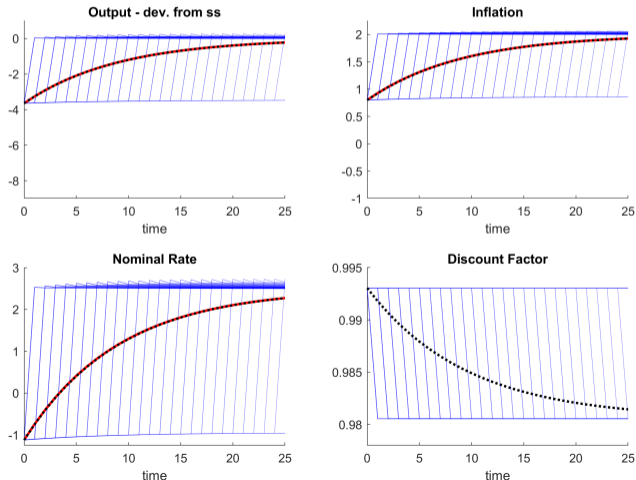 Output - dev. from ss
0
-2
-4
-6
-8
0 5 10 15 20 25
time
Inflation
2
1.5
1
0.5
0
-0.5
-1
0 5 10 15 20 25
time
Nominal Rate
3
2
1
0
-1
0 5 10 15 20 25
time
Discount Factor
0.995
0.99
0.985
0.98
0 5 10 15 20 25
time